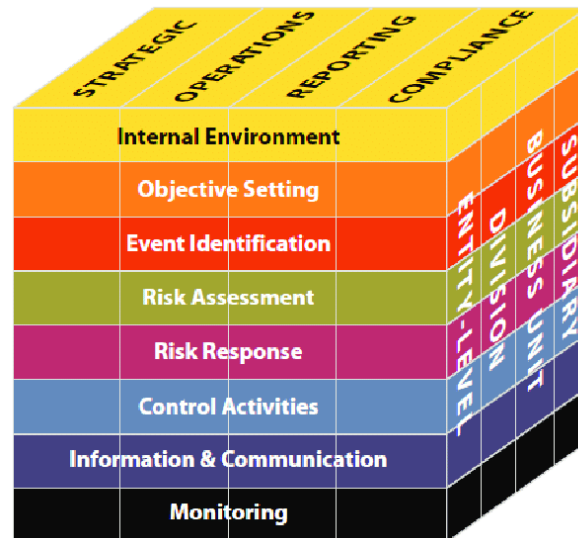 STRATEGIC
OPERATIONS
REPORTING
COMPLIANCE
Internal Environment
Objective Setting
Event Identification
Risk Assessment
Risk Response
Control Activities
Information & Communication
Monitoring
ENTITY-LEVEL
DIVISION
BUSINESS UNIT
SUBSIDIARY